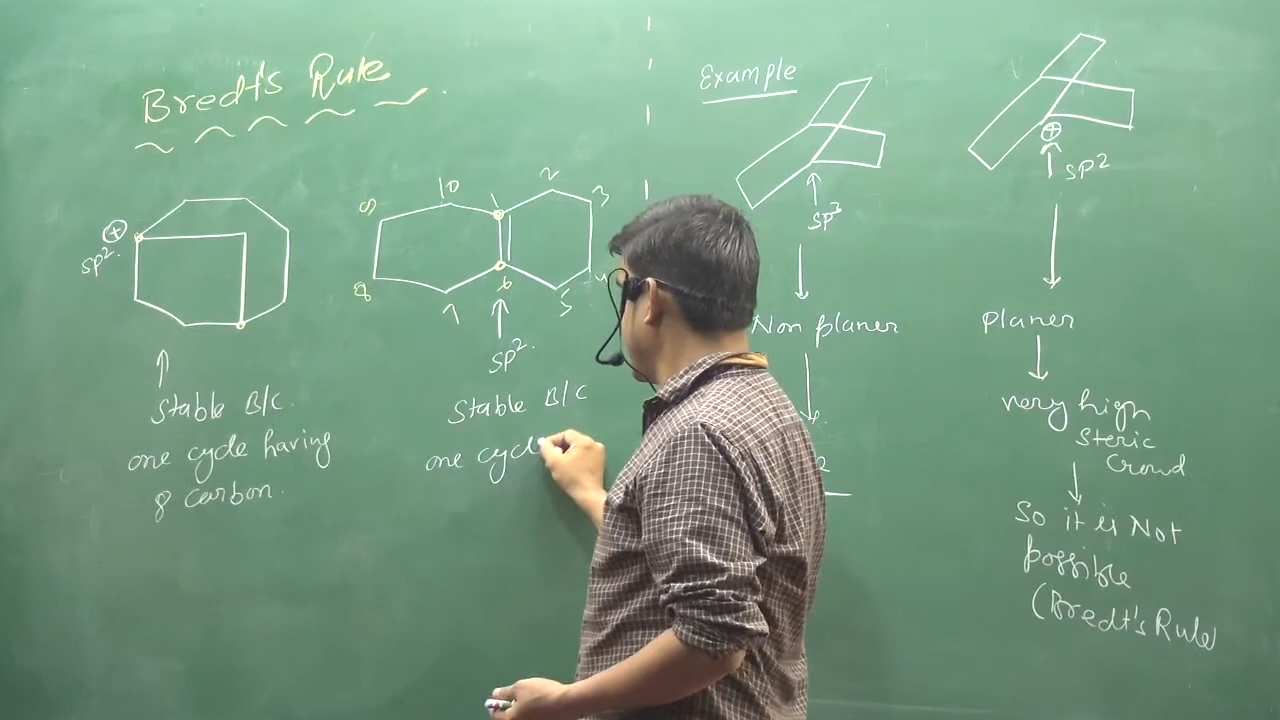 Bredt's Rule
SP².
⊕
Stable B/C.
one cycle having
8 carbon.
10
1
2
3
5
6
7
8
9
SP².
Stable B/C
one cycle
Example
SP³
Non planer
⊕
SP²
Planer
very high
steric
crowd
So it is Not
possible
(Bredt's Rule